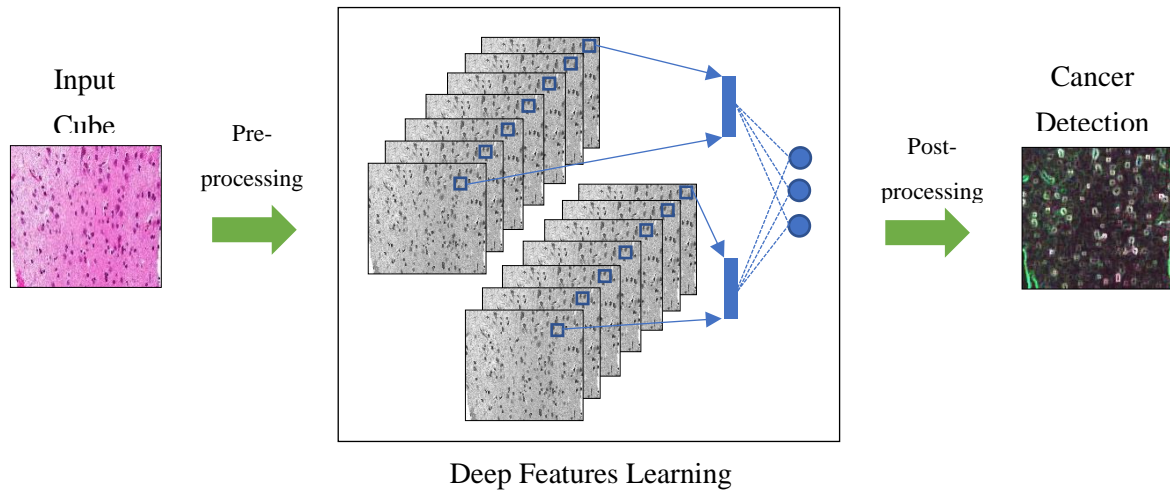 Input
Cube
Pre-
processing
Post-
processing
Cancer
Detection
Deep Features Learning